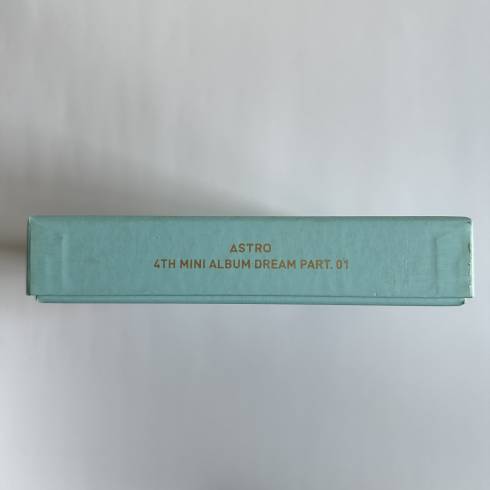 ASTRO
4TH MINI ALBUM DREAM PART. 01